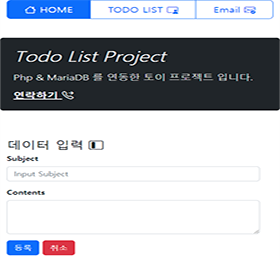 HOME TODO LIST Email
Todo List Project
Php & MariaDB 를 연동한 토이 프로젝트 입니다.
연락하기
데이터 입력
Subject
Input Subject
Contents
등록 취소